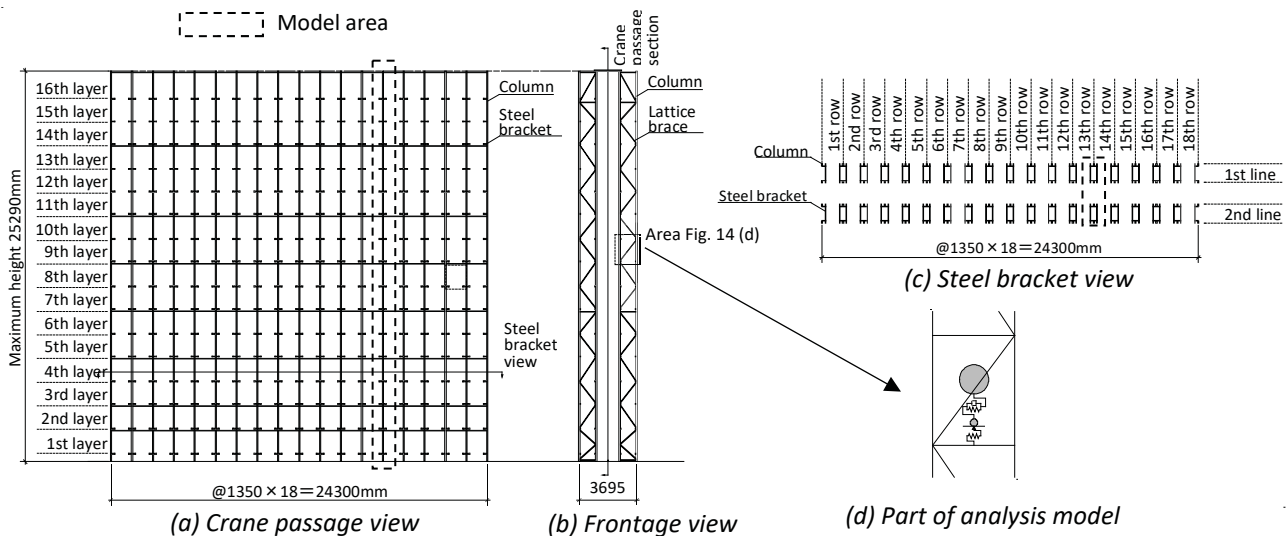 Model area
Maximum height 25290mm
16th layer
15th layer
14th layer
13th layer
12th layer
11th layer
10th layer
9th layer
8th layer
7th layer
6th layer
5th layer
4th layer
3rd layer
2nd layer
1st layer
Column
Steel
bracket
Steel
bracket
view
@1350×18=24300mm
(a) Crane passage view
Crane
passage
section
Column
Lattice
brace
Area Fig. 14 (d)
3695
(b) Frontage view
1st row
2nd row
3rd row
4th row
5th row
6th row
7th row
8th row
9th row
10th row
11th row
12th row
13th row
14th row
15th row
16th row
17th row
18th row
Column
Steel bracket
1st line
2nd line
@1350×18=24300mm
(c) Steel bracket view
(d) Part of analysis model